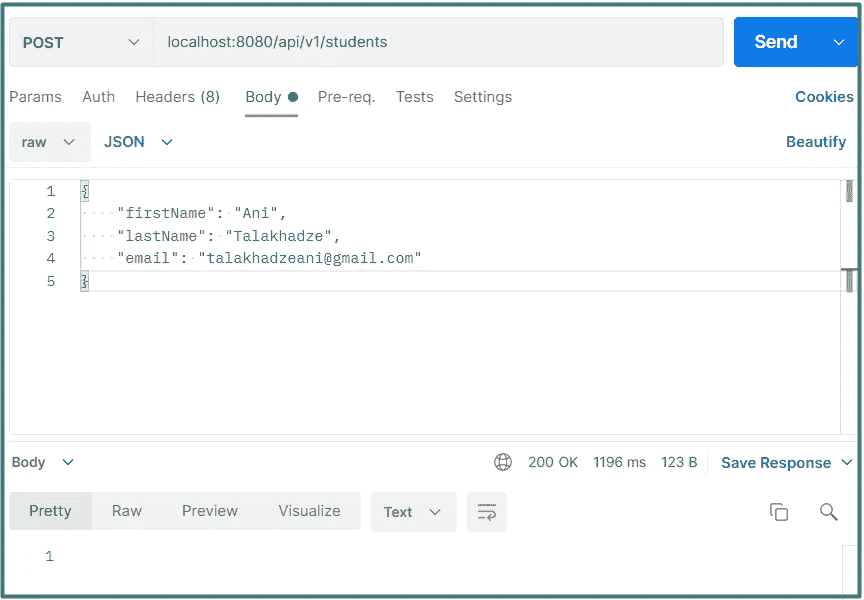 POST localhost:8080/api/v1/students Send
Params Auth Headers (8) Body Pre-req. Tests Settings Cookies
raw JSON Beautify
1 {
2 ····"firstName":·"Ani",
3 ····"lastName":·"Talakhadze",
4 ····"email":·"talakhadzeani@gmail.com"
5 }
Body 200 OK 1196 ms 123 B Save Response
Pretty Raw Preview Visualize Text
1